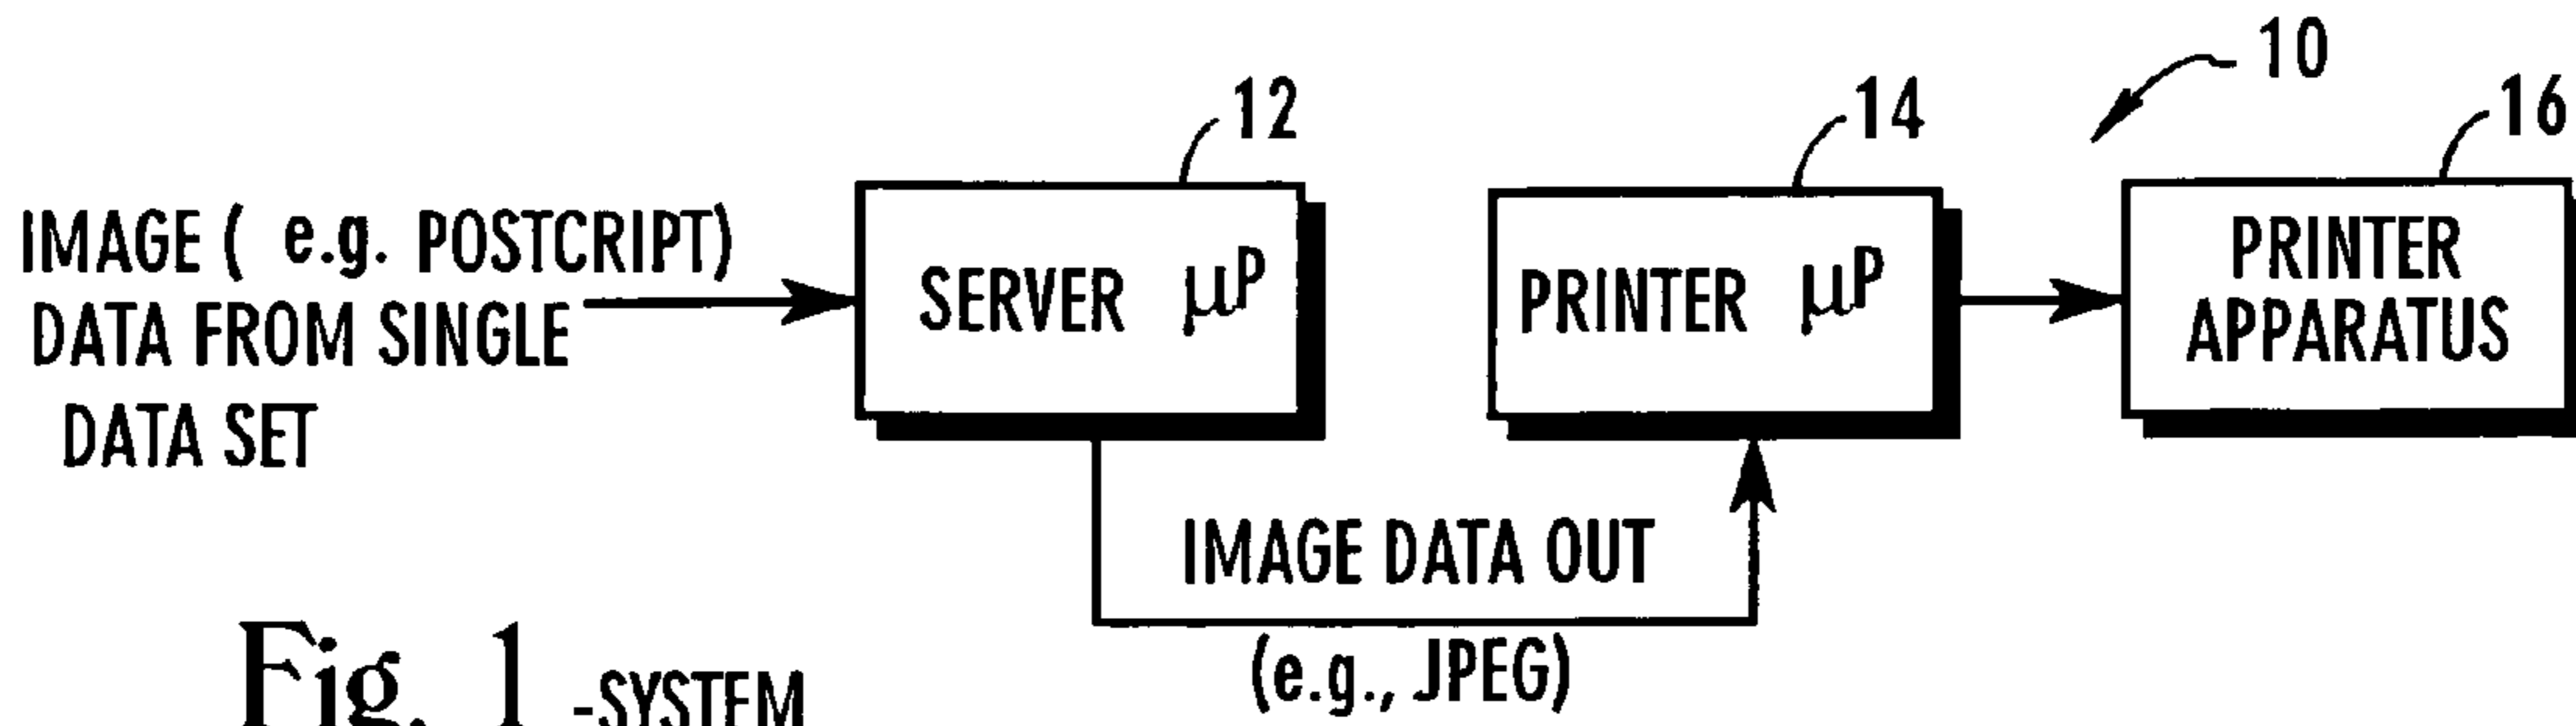 10
12
14
16
IMAGE ( e.g. POSTCRIPT)
DATA FROM SINGLE
DATA SET
SERVER μP
PRINTER μP
PRINTER
APPARATUS
IMAGE DATA OUT
(e.g., JPEG)
Fig. 1 -SYSTEM